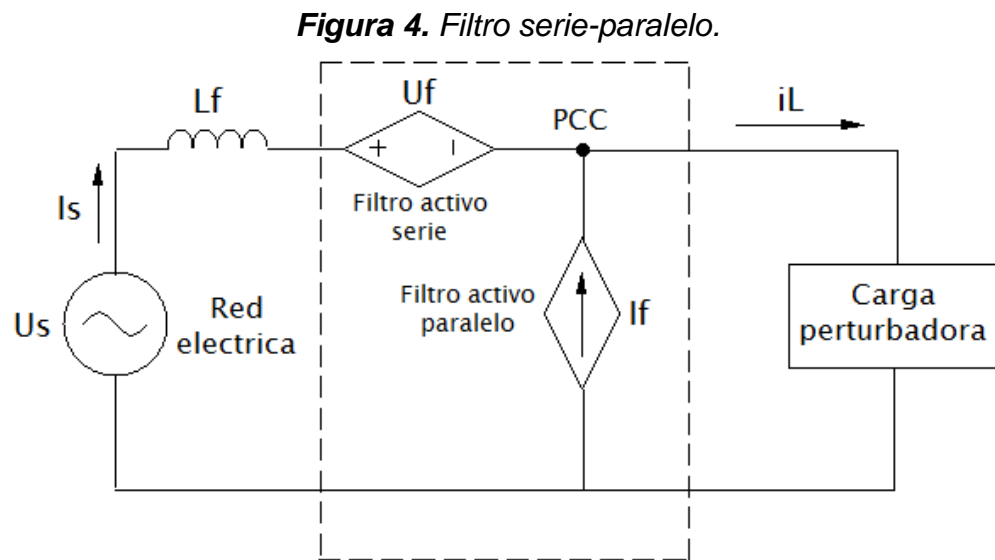 Figura 4. Filtro serie-paralelo.
Lf
Uf
PCC
iL
+
-
Is
Filtro activo
serie
Us
Red
electrica
Filtro activo
paralelo
If
Carga
perturbadora